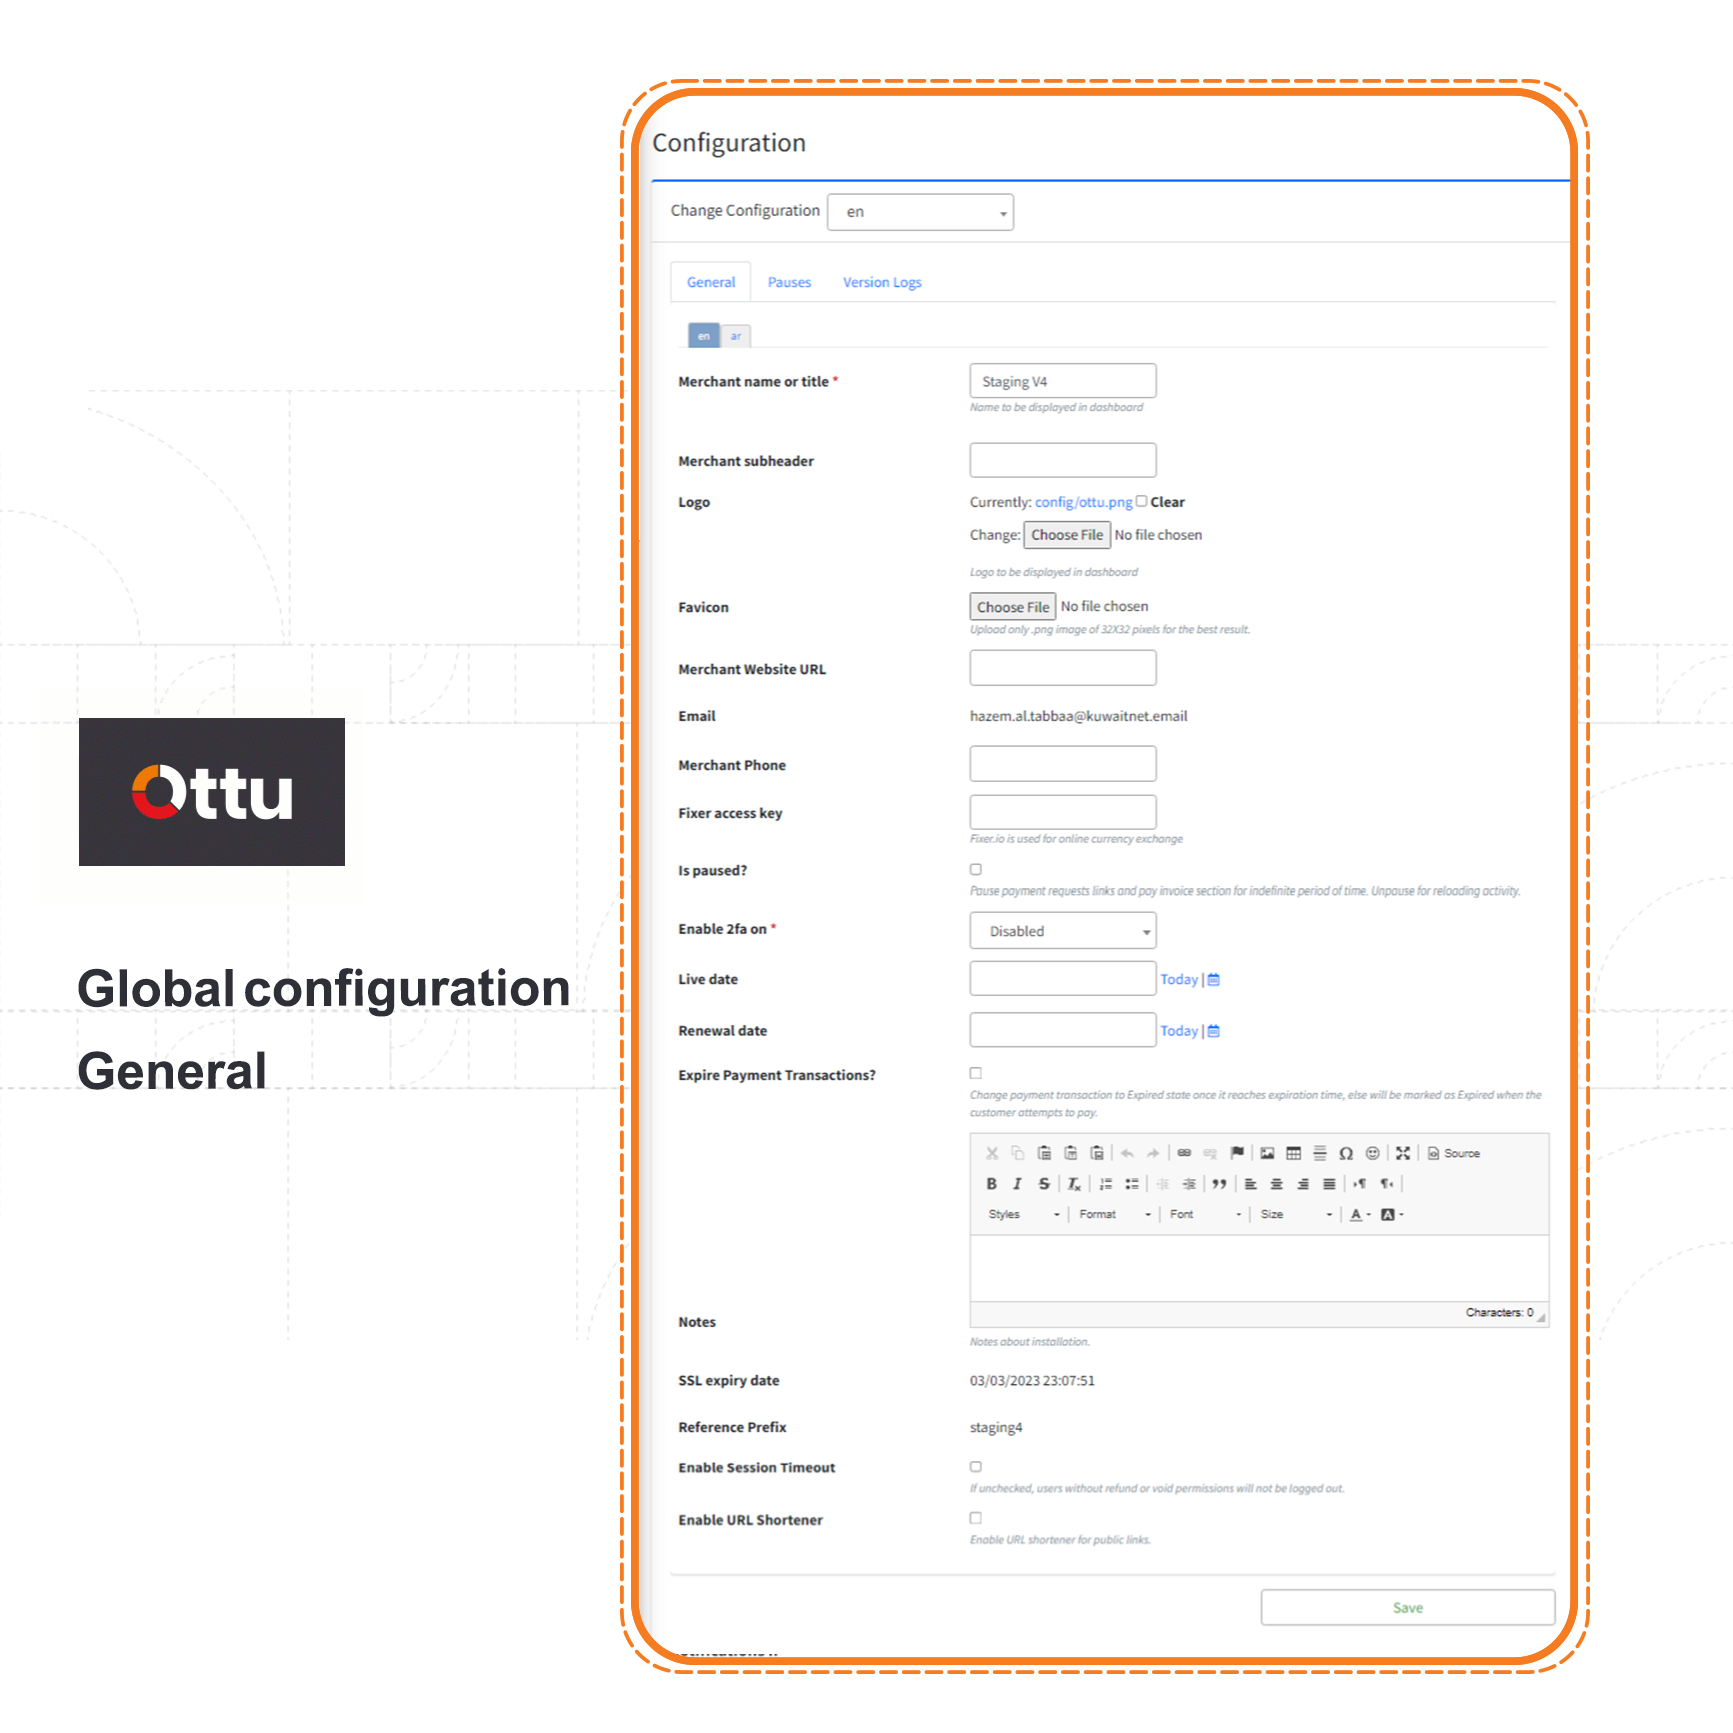 Ottu
Global configuration
General
Configuration
Change Configuration en
General Pauses Version Logs
en ar
Merchant name or title * Staging V4
Name to be displayed in dashboard
Merchant subheader
Logo Currently: config/ottu.png Clear
Change: Choose File No file chosen
Logo to be displayed in dashboard
Favicon Choose File No file chosen
Upload only .png image of 32X32 pixels for the best result.
Merchant Website URL
Email hazem.al.tabbaa@kuwaitnet.email
Merchant Phone
Fixer access key
Fixer.io is used for online currency exchange
Is paused?
Pause payment requests links and pay invoice section for indefinite period of time. Unpause for reloading activity.
Enable 2fa on * Disabled
Live date Today |
Renewal date Today |
Expire Payment Transactions?
Change payment transaction to Expired state once it reaches expiration time, else will be marked as Expired when the
customer attempts to pay.
Source
Styles Format Font Size
Characters: 0
Notes
Notes about installation.
SSL expiry date 03/03/2023 23:07:51
Reference Prefix staging4
Enable Session Timeout
If unchecked, users without refund or void permissions will not be logged out.
Enable URL Shortener
Enable URL shortener for public links.
Save